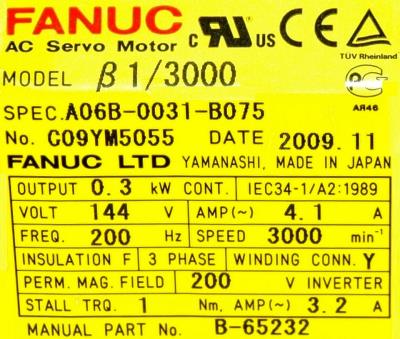 FANUC
AC Servo Motor c RU US CE TÜV Rheinland
MODEL β 1/3000 PG
SPEC. A06B-0031-B075 AR46
No. C09YM5055 DATE 2009.11
FANUC LTD YAMANASHI, MADE IN JAPAN
OUTPUT 0.3 kW CONT. IEC34-1/A2:1989
VOLT 144 V AMP(~) 4.1 A
FREQ. 200 Hz SPEED 3000 min⁻¹
INSULATION F 3 PHASE WINDING CONN. Y
PERM. MAG. FIELD 200 V INVERTER
STALL TRQ. 1 Nm, AMP(~) 3.2 A
MANUAL PART No. B-65232